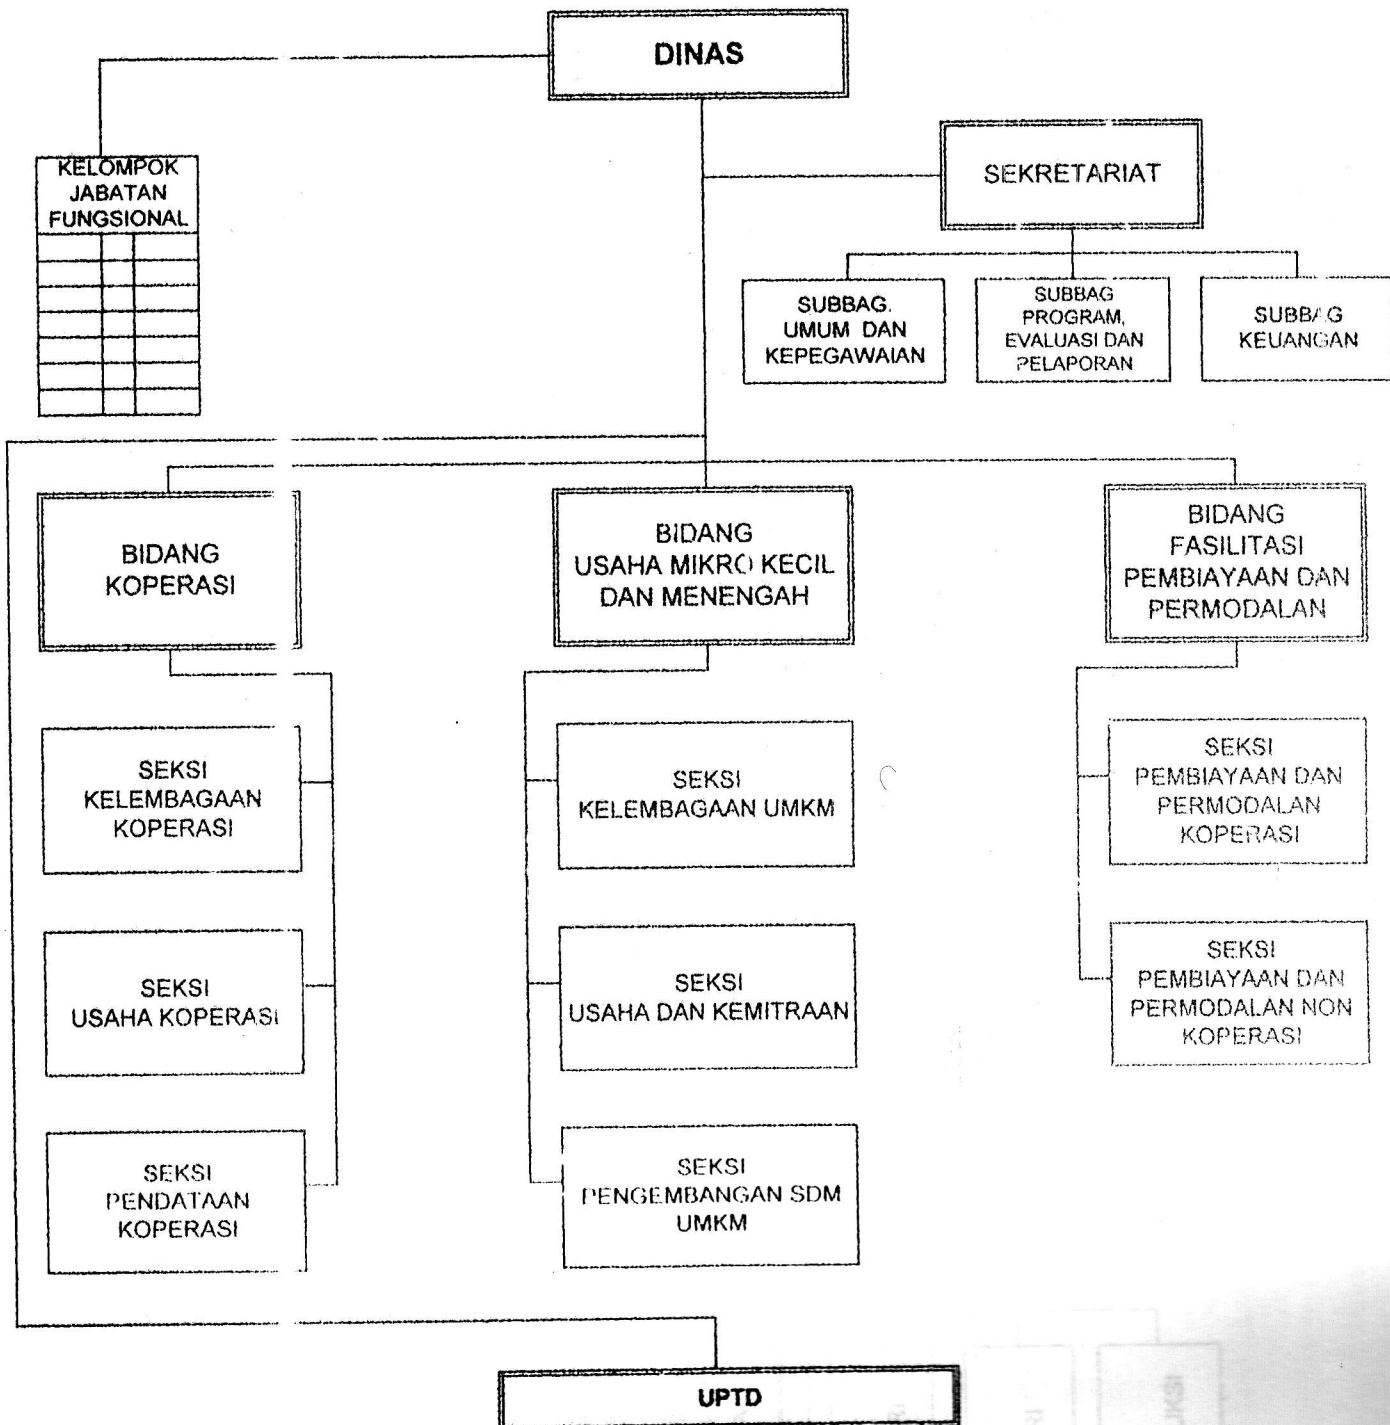 DINAS
KELOMPOK
JABATAN
FUNGSIONAL
SEKRETARIAT
SUBBAG.
UMUM DAN
KEPEGAWAIAN
SUBBAG
PROGRAM,
EVALUASI DAN
PELAPORAN
SUBBAG
KEUANGAN
BIDANG
KOPERASI
BIDANG
USAHA MIKRO KECIL
DAN MENENGAH
BIDANG
FASILITASI
PEMBIAYAAN DAN
PERMODALAN
SEKSI
KELEMBAGAAN
KOPERASI
SEKSI
KELEMBAGAAN UMKM
SEKSI
PEMBIAYAAN DAN
PERMODALAN
KOPERASI
SEKSI
USAHA KOPERASI
SEKSI
USAHA DAN KEMITRAAN
SEKSI
PEMBIAYAAN DAN
PERMODALAN NON
KOPERASI
SEKSI
PENDATAAN
KOPERASI
SEKSI
PENGEMBANGAN SDM
UMKM
UPTD